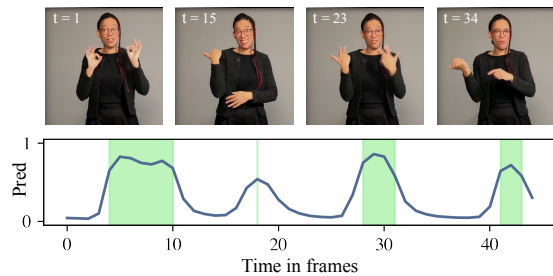 t = 1
t = 15
t = 23
t = 34
1
0
Pred
0
10
20
30
40
Time in frames